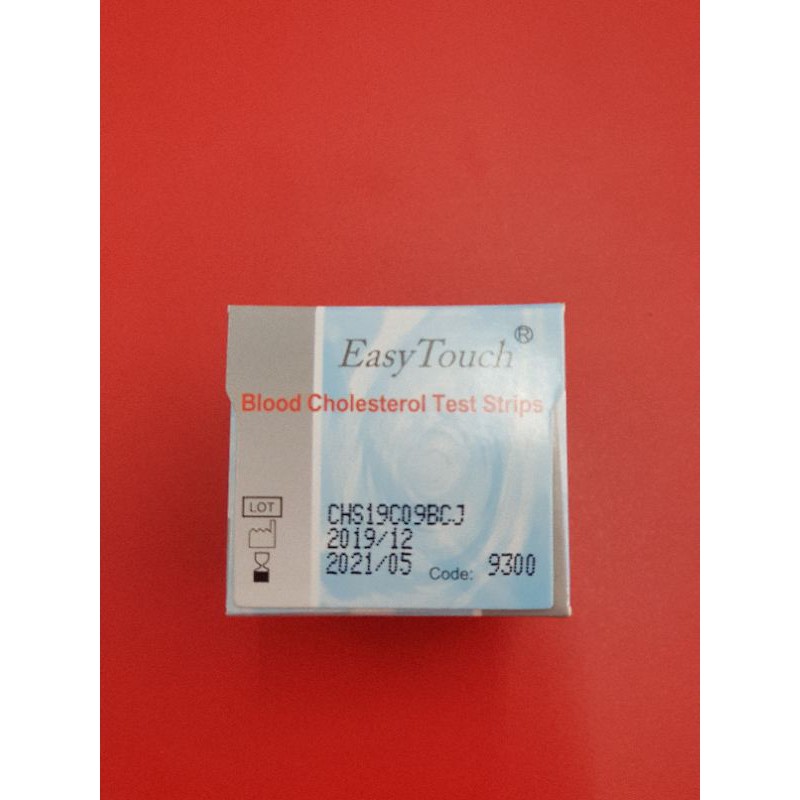 EasyTouch®
Blood Cholesterol Test Strips
LOT CHS19C09BCJ
2019/12
2021/05 Code: 9300